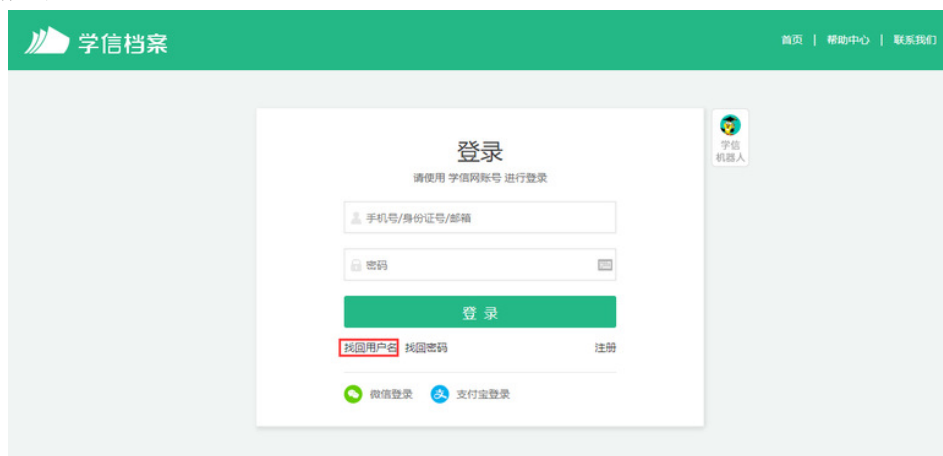 学信档案
首页 | 帮助中心 | 联系我们
登录
请使用 学信网账号 进行登录
学信
机器人
手机号/身份证号/邮箱
密码
登 录
找回用户名 找回密码 注册
微信登录 支付宝登录